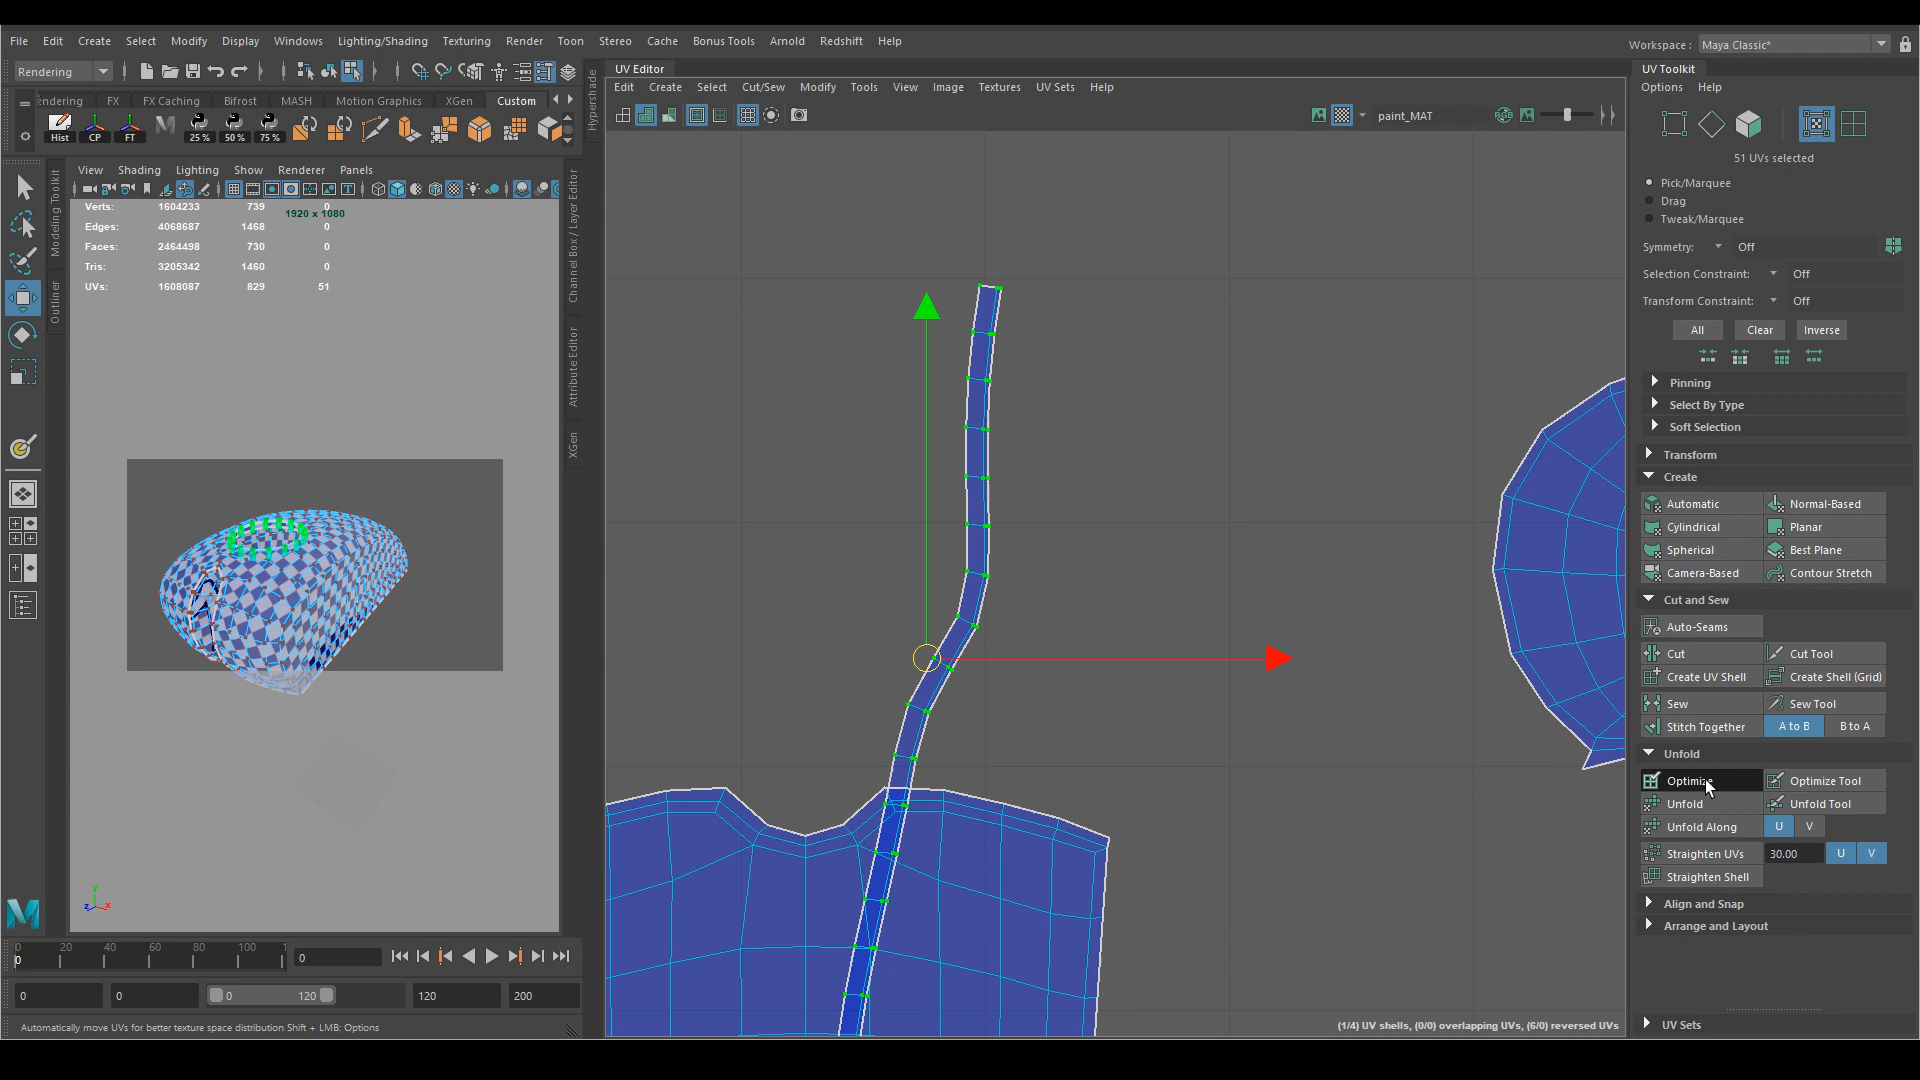 File Edit Create Select Modify Display Windows Lighting/Shading Texturing Render Toon Stereo Cache Bonus Tools Arnold Redshift Help
Workspace : Maya Classic*
Rendering
UV Editor
UV Toolkit
Edit Create Select Cut/Sew Modify Tools View Image Textures UV Sets Help
Options Help
endering FX FX Caching Bifrost MASH Motion Graphics XGen Custom
paint_MAT
Hist CP FT 25 % 50 % 75 %
Hypershade
51 UVs selected
View Shading Lighting Show Renderer Panels
Pick/Marquee
Drag
Tweak/Marquee
Modeling Toolkit
Outliner
Channel Box / Layer Editor
Attribute Editor
XGen
Verts: 1604233 739 0
1920 x 1080
Edges: 4068687 1468 0
Faces: 2464498 730 0
Tris: 3205342 1460 0
UVs: 1608087 829 51
Symmetry: Off
Selection Constraint: Off
Transform Constraint: Off
All Clear Inverse
Pinning
Select By Type
Soft Selection
Transform
Create
Automatic Normal-Based
Cylindrical Planar
Spherical Best Plane
Camera-Based Contour Stretch
Cut and Sew
Auto-Seams
Cut Cut Tool
Create UV Shell Create Shell (Grid)
Sew Sew Tool
Stitch Together A to B B to A
Unfold
Optimize Optimize Tool
Unfold Unfold Tool
Unfold Along U V
Straighten UVs 30.00 U V
Straighten Shell
Align and Snap
Arrange and Layout
UV Sets
y
z x
0 20 40 60 80 100 1
0
0
0 0 0 120 120 200
Automatically move UVs for better texture space distribution Shift + LMB: Options
(1/4) UV shells, (0/0) overlapping UVs, (6/0) reversed UVs